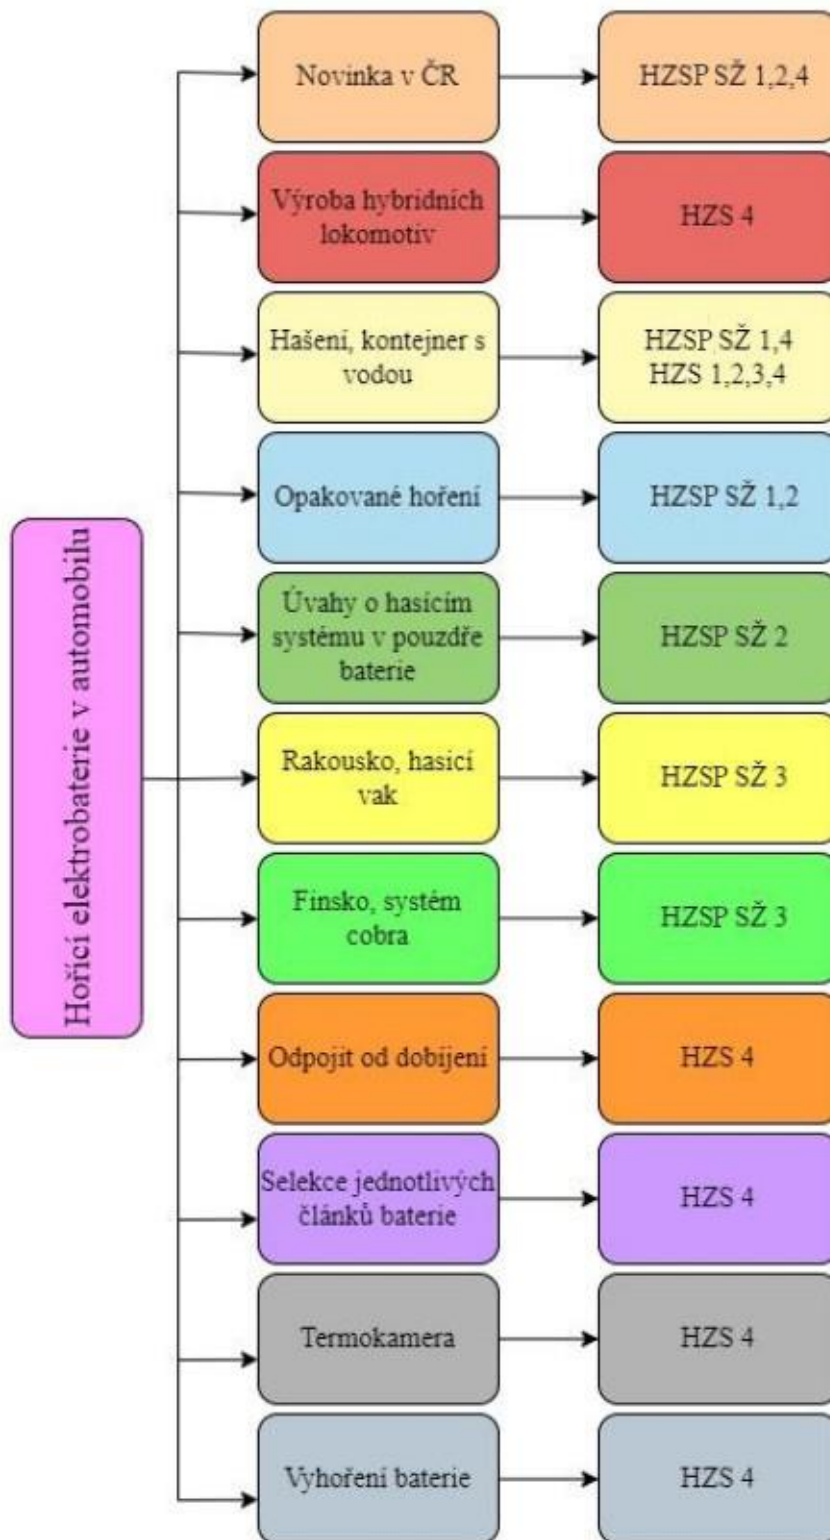 Hořící elektrobaterie v automobilu
Novinka v ČR
HZSP SŽ 1,2,4
Výroba hybridních
lokomotiv
HZS 4
Hašení, kontejner s
vodou
HZSP SŽ 1,4
HZS 1,2,3,4
Opakované hoření
HZSP SŽ 1,2
Úvahy o hasícím
systému v pouzdře
baterie
HZSP SŽ 2
Rakousko, hasicí
vak
HZSP SŽ 3
Finsko, systém
cobra
HZSP SŽ 3
Odpojit od dobíjení
HZS 4
Selekce jednotlivých
článků baterie
HZS 4
Termokamera
HZS 4
Vyhoření baterie
HZS 4